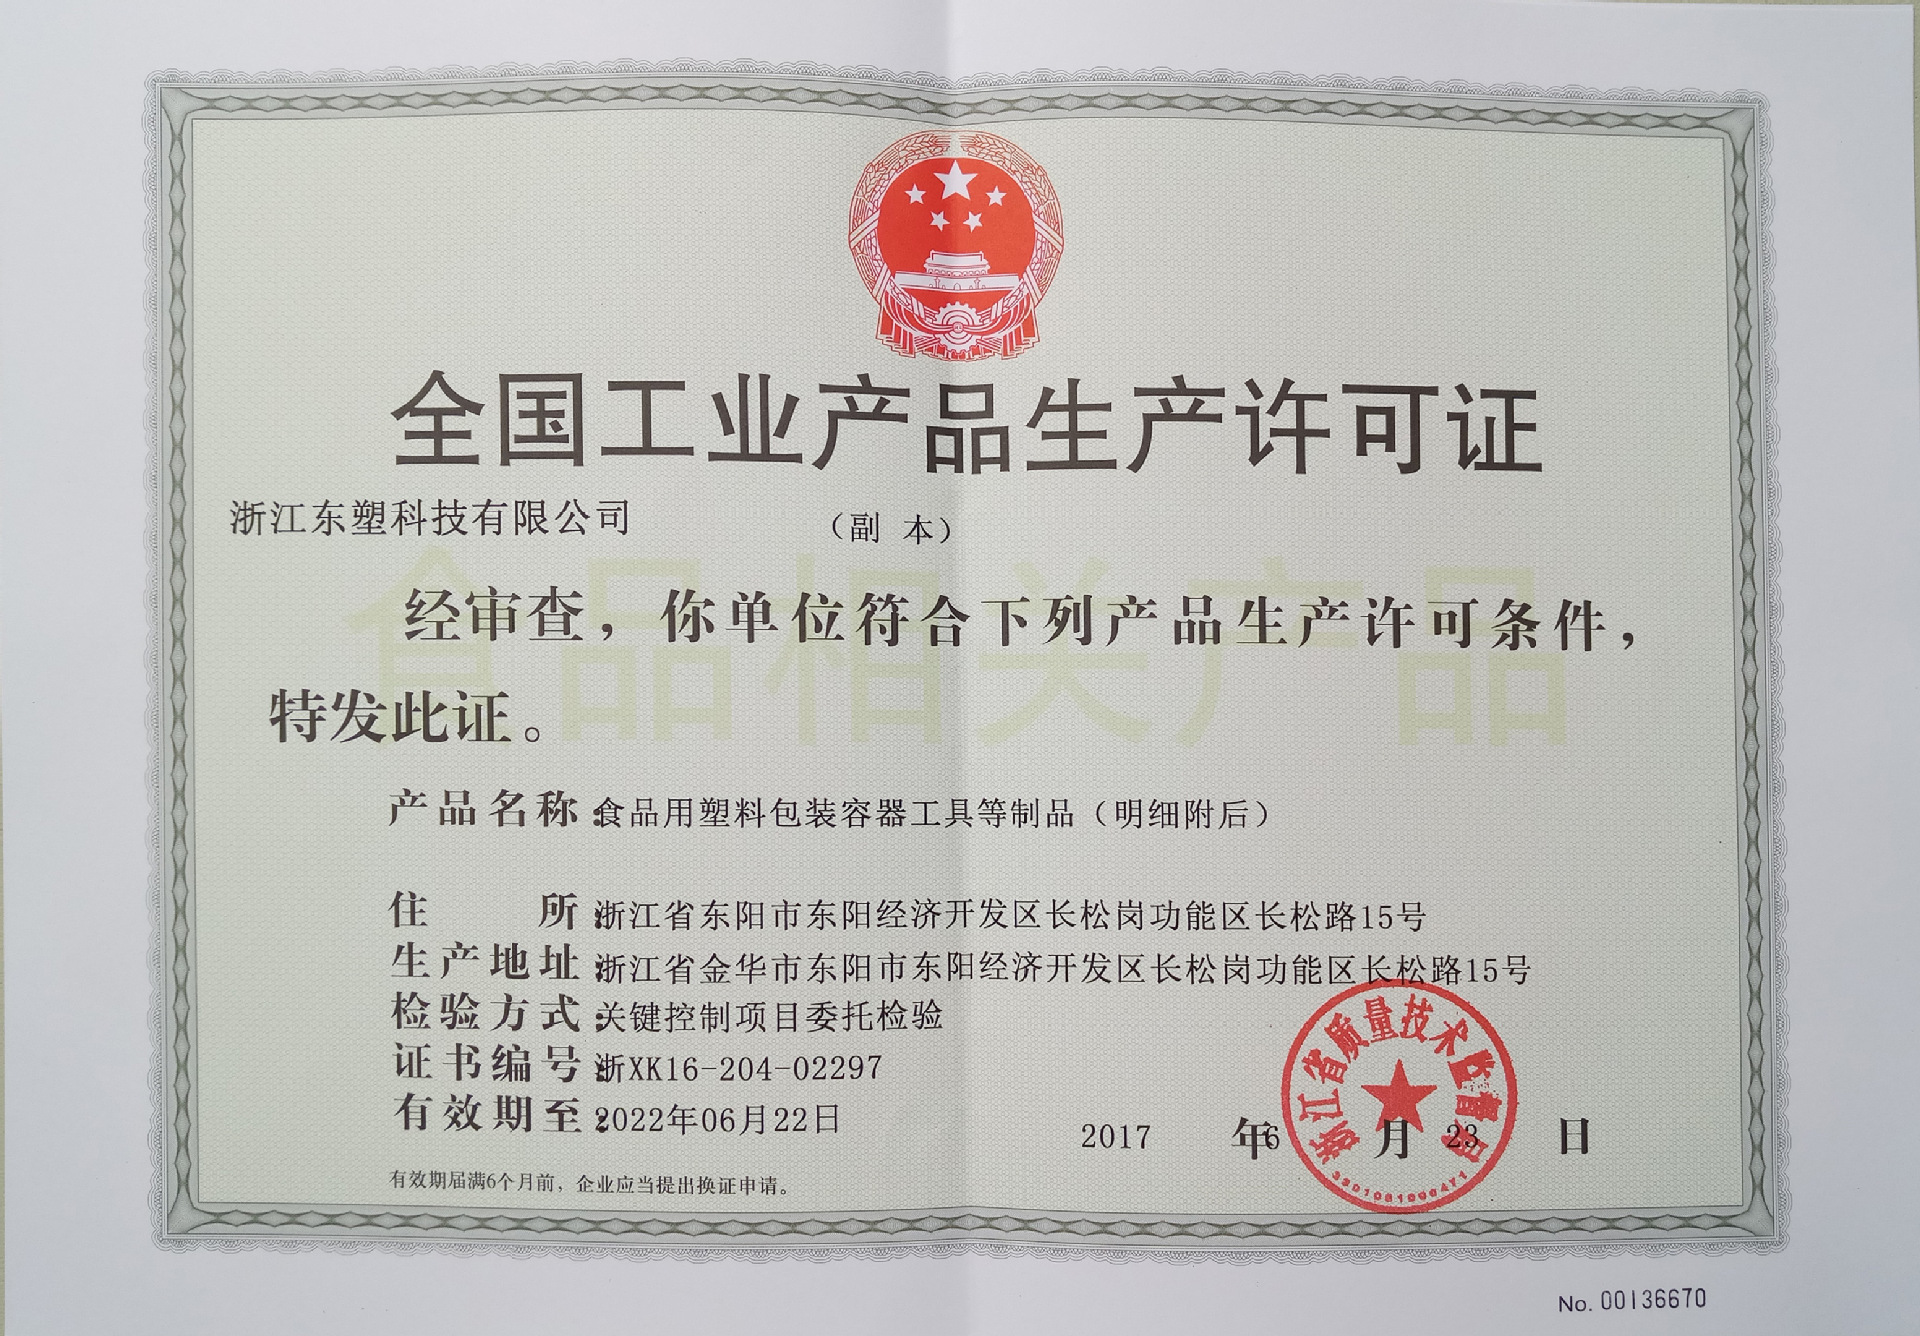 全国工业产品生产许可证
浙江东塑科技有限公司 （副 本）
食品相关产品
经审查，你单位符合下列产品生产许可条件，
特发此证。
产品名称：食品用塑料包装容器工具等制品（明细附后）
住 所：浙江省东阳市东阳经济开发区长松岗功能区长松路15号
生产地址：浙江省金华市东阳市东阳经济开发区长松岗功能区长松路15号
检验方式：关键控制项目委托检验
证书编号：浙XK16-204-02297
有效期至：2022年06月22日
2017 年 6 月 23 日
浙江省质量技术监督局
有效期届满6个月前，企业应当提出换证申请。
No. 00136670